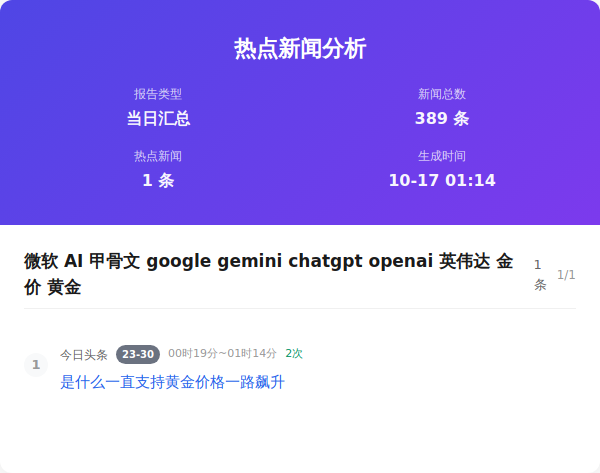 热点新闻分析
报告类型
当日汇总
新闻总数
389 条
热点新闻
1 条
生成时间
10-17 01:14
微软 AI 甲骨文 google gemini chatgpt openai 英伟达 金
价 黄金
1
条
1/1
1
今日头条 23-30 00时19分~01时14分 2次
是什么一直支持黄金价格一路飙升